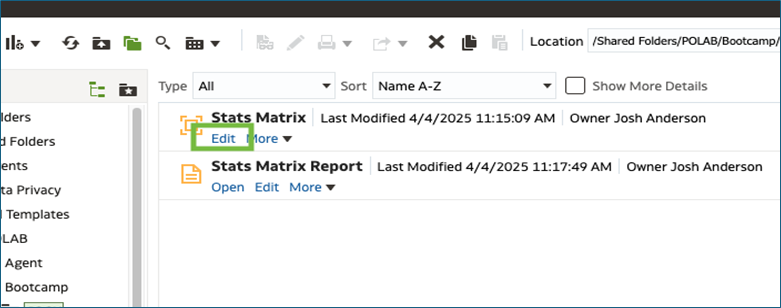 Location /Shared Folders/POLAB/Bootcamp/
Type All Sort Name A-Z Show More Details
Stats Matrix Last Modified 4/4/2025 11:15:09 AM Owner Josh Anderson
Edit More
Stats Matrix Report Last Modified 4/4/2025 11:17:49 AM Owner Josh Anderson
Open Edit More
lders
d Folders
ents
ta Privacy
d Templates
LAB
Agent
Bootcamp